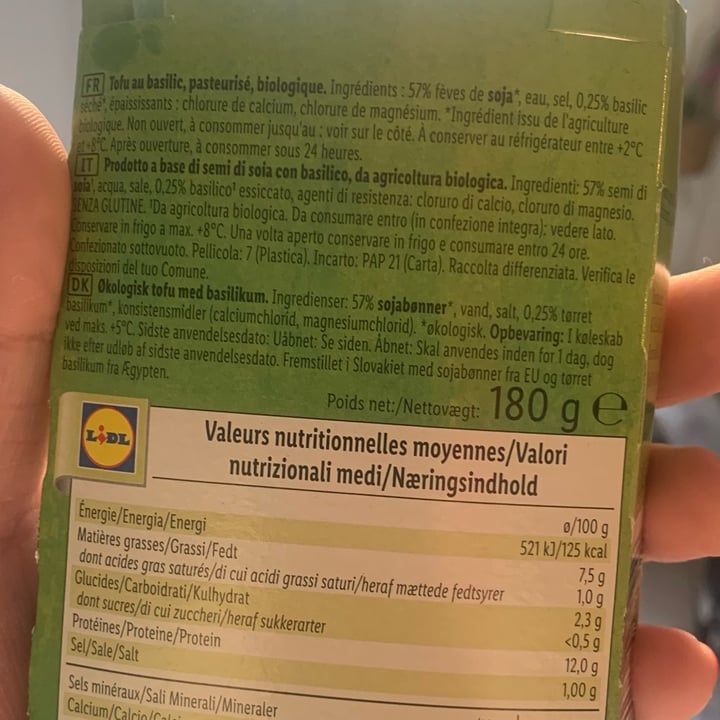 FR Tofu au basilic, pasteurisé, biologique. Ingrédients : 57% fèves de soja*, eau, sel, 0,25% basilic
séché*, épaississants : chlorure de calcium, chlorure de magnésium. *Ingrédient issu de l'agriculture
biologique. Non ouvert, à consommer jusqu'au : voir sur le côté. À conserver au réfrigérateur entre +2°C
et +8°C. Après ouverture, à consommer sous 24 heures.
IT Prodotto a base di semi di soia con basilico, da agricoltura biologica. Ingredienti: 57% semi di
soia¹, acqua, sale, 0,25% basilico¹ essiccato, agenti di resistenza: cloruro di calcio, cloruro di magnesio.
SENZA GLUTINE. ¹Da agricoltura biologica. Da consumare entro (in confezione integra): vedere lato.
Conservare in frigo a max. +8°C. Una volta aperto conservare in frigo e consumare entro 24 ore.
Confezionato sottovuoto. Pellicola: 7 (Plastica). Incarto: PAP 21 (Carta). Raccolta differenziata. Verifica le
disposizioni del tuo Comune.
DK Økologisk tofu med basilikum. Ingredienser: 57% sojabønner*, vand, salt, 0,25% tørret
basilikum*, konsistensmidler (calciumchlorid, magnesiumchlorid). *økologisk. Opbevaring: I køleskab
ved maks. +5°C. Sidste anvendelsesdato: Uåbnet: Se siden. Åbnet: Skal anvendes inden for 1 dag, dog
ikke efter udløb af sidste anvendelsesdato. Fremstillet i Slovakiet med sojabønner fra EU og tørret
basilikum fra Ægypten.
Poids net:/Nettovægt: 180 g e
LIDL
Valeurs nutritionnelles moyennes/Valori
nutrizionali medi/Næringsindhold
ø/100 g
Énergie/Energia/Energi 521 kJ/125 kcal
Matières grasses/Grassi/Fedt 7,5 g
dont acides gras saturés/di cui acidi grassi saturi/heraf mættede fedtsyrer 1,0 g
Glucides/Carboidrati/Kulhydrat 2,3 g
dont sucres/di cui zuccheri/heraf sukkerarter <0,5 g
Protéines/Proteine/Protein 12,0 g
Sel/Sale/Salt 1,00 g
Sels minéraux/Sali Minerali/Mineraler
Calcium/Calcio/